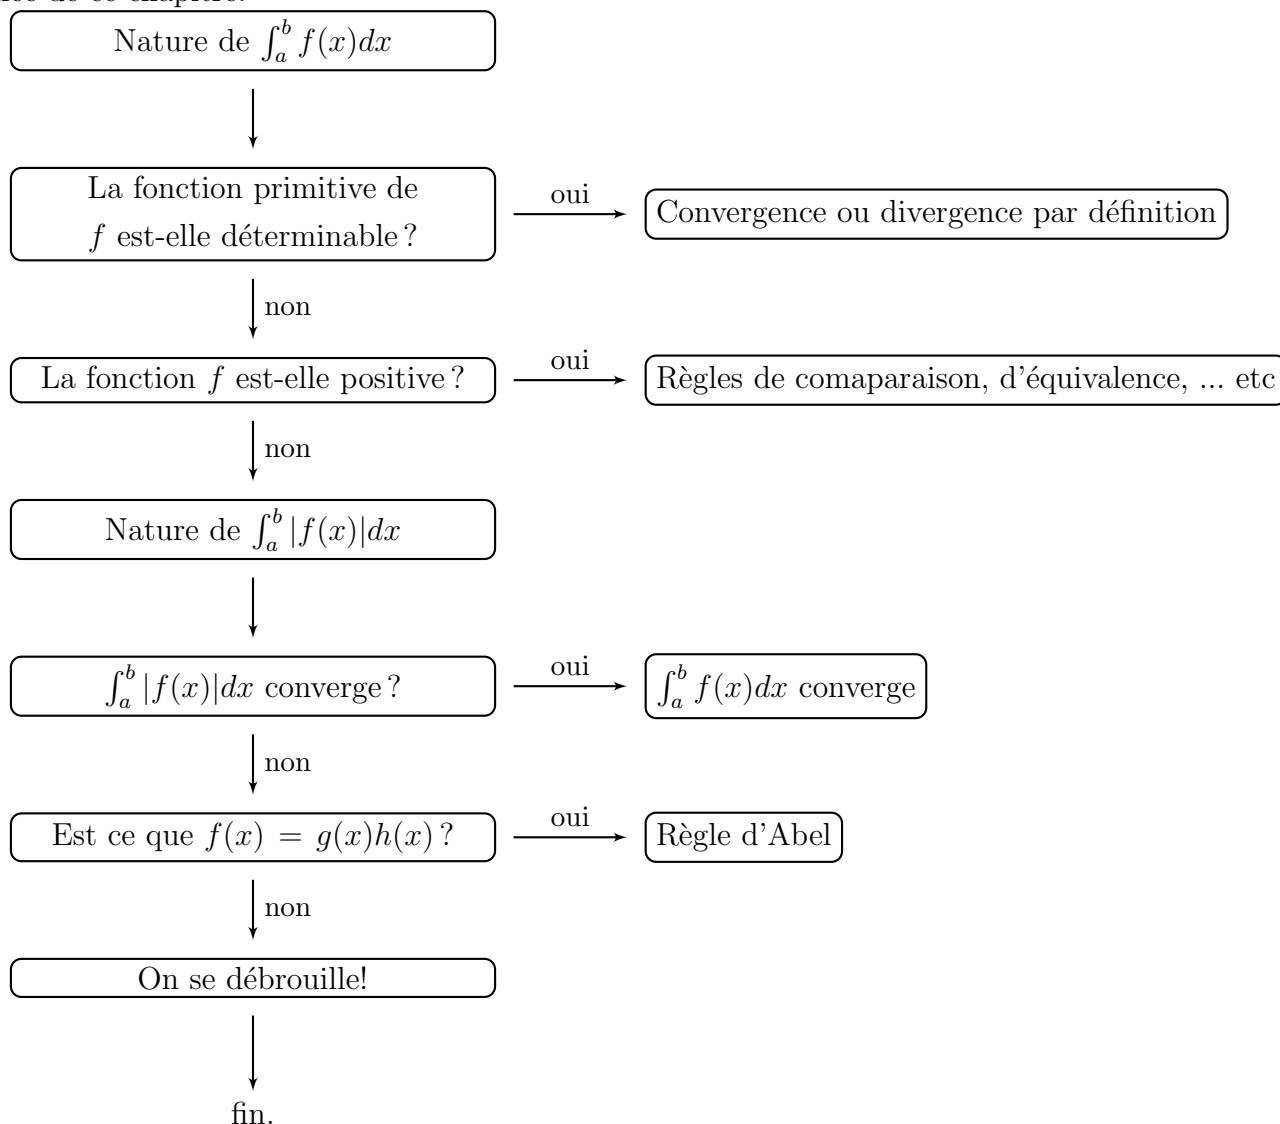 Nature de ∫_a^b f(x)dx
La fonction primitive de
f est-elle déterminable ?
oui
Convergence ou divergence par définition
non
La fonction f est-elle positive ?
oui
Règles de comaparaison, d'équivalence, ... etc
non
Nature de ∫_a^b |f(x)|dx
∫_a^b |f(x)|dx converge ?
oui
∫_a^b f(x)dx converge
non
Est ce que f(x) = g(x)h(x) ?
oui
Règle d'Abel
non
On se débrouille!
fin.